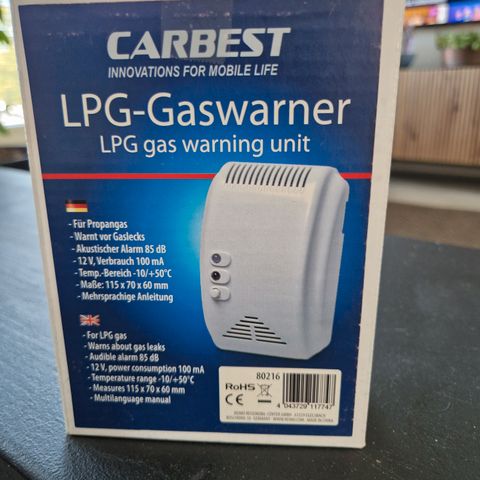 CARBEST
INNOVATIONS FOR MOBILE LIFE
LPG-Gaswarner
LPG gas warning unit
- Für Propangas
- Warnt vor Gaslecks
- Akustischer Alarm 85 dB
- 12 V, Verbrauch 100 mA
- Temp.-Bereich -10/+50°C
- Maße: 115 x 70 x 60 mm
- Mehrsprachige Anleitung
- For LPG gas
- Warns about gas leaks
- Audible alarm 85 dB
- 12 V, power consumption 100 mA
- Temperature range -10/+50°C
- Measures 115 x 70 x 60 mm
- Multilanguage manual
80216
RoHS CE
4 043729 117747